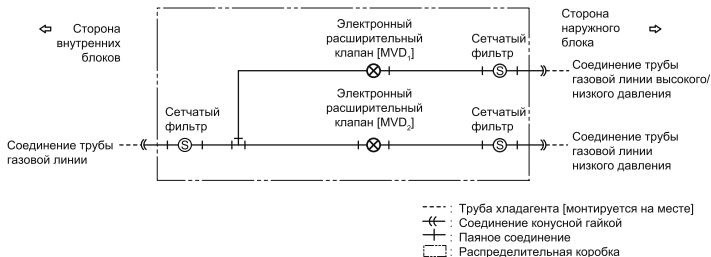 Сторона
внутренних
блоков
Электронный
расширительный
клапан [MVD1]
Сетчатый
фильтр
Сторона
наружного
блока
S
Соединение трубы
газовой линии высокого/
низкого давления
Сетчатый
фильтр
Электронный
расширительный
клапан [MVD2]
Сетчатый
фильтр
Соединение трубы
газовой линии
S
S
Соединение трубы
газовой линии
низкого давления
: Труба хладагента [монтируется на месте]
: Соединение конусной гайкой
: Паяное соединение
: Распределительная коробка